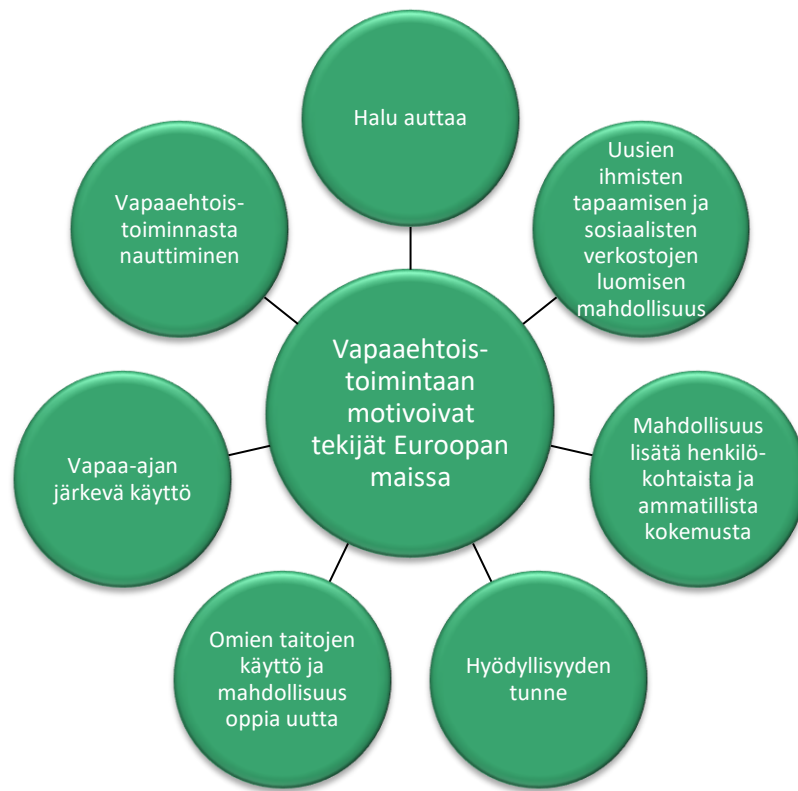 Halu auttaa
Uusien
ihmisten
tapaamisen ja
sosiaalisten
verkostojen
luomisen
mahdollisuus
Mahdollisuus
lisätä henkilö-
kohtaista ja
ammatillista
kokemusta
Hyödyllisyyden
tunne
Omien taitojen
käyttö ja
mahdollisuus
oppia uutta
Vapaa-ajan
järkevä käyttö
Vapaaehtois-
toiminnasta
nauttiminen
Vapaaehtois-
toimintaan
motivoivat
tekijät Euroopan
maissa